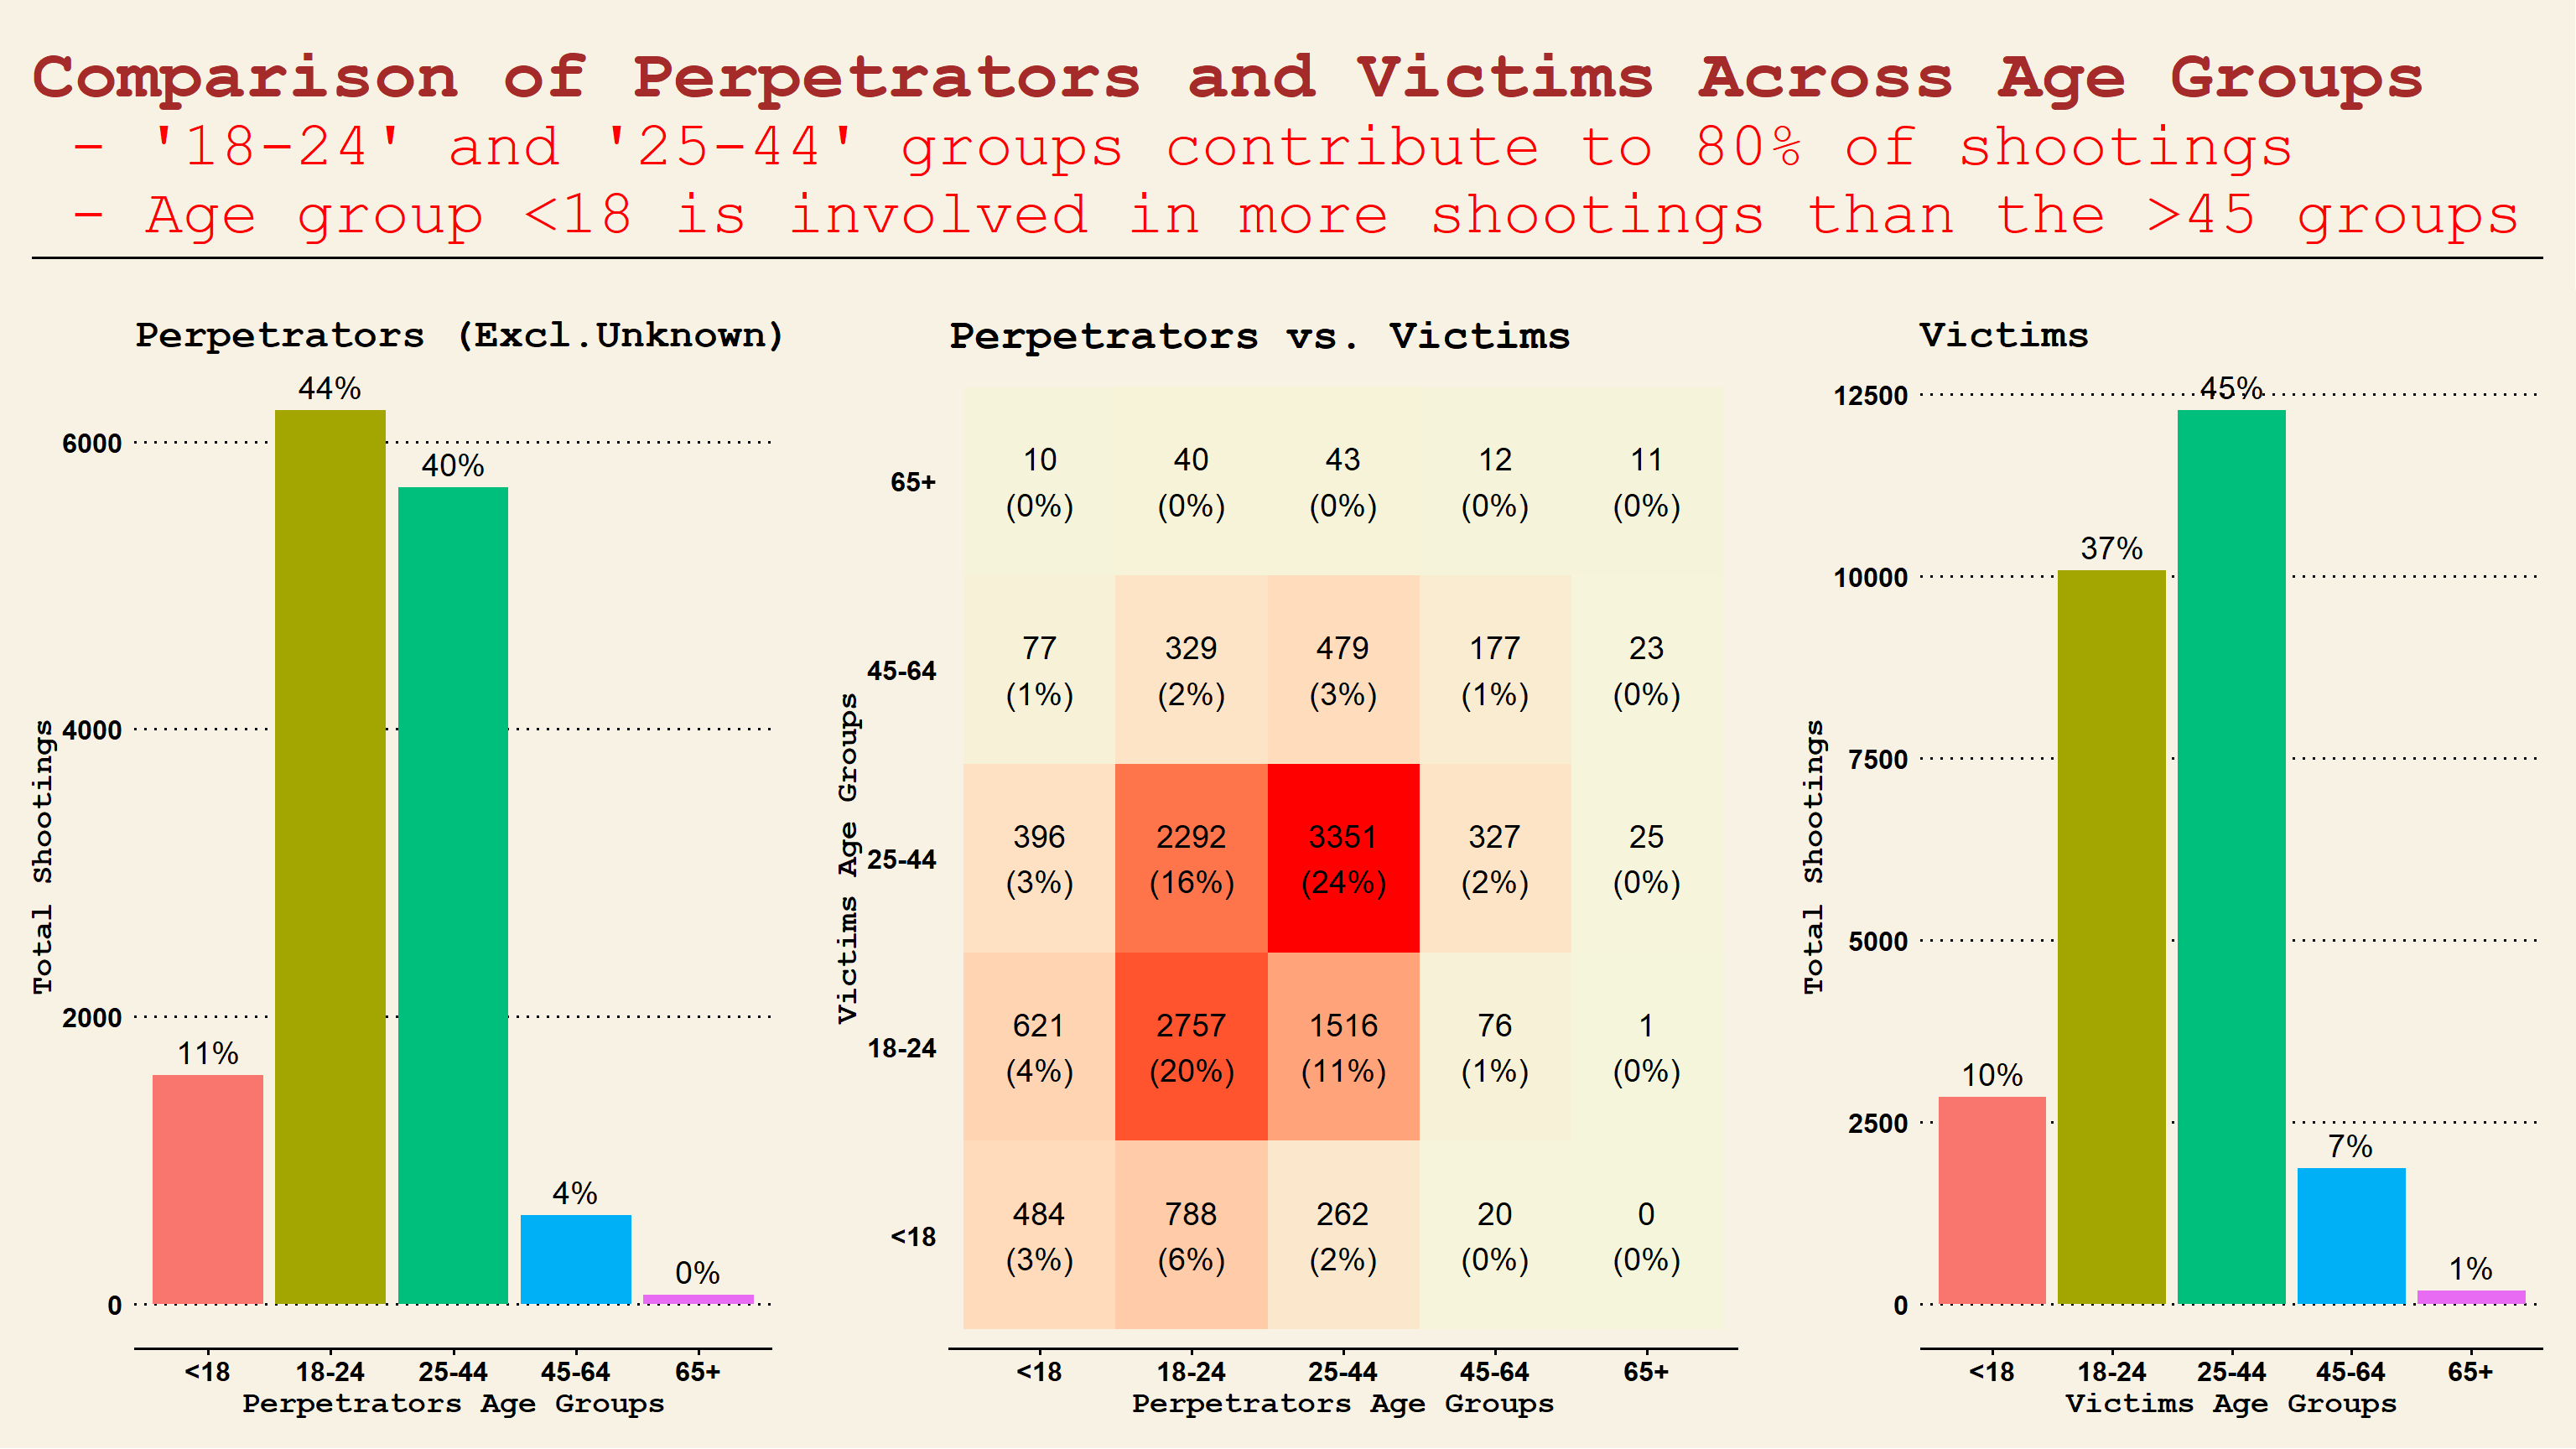 Comparison of Perpetrators and Victims Across Age Groups
- '18-24' and '25-44' groups contribute to 80% of shootings
- Age group <18 is involved in more shootings than the >45 groups
Perpetrators (Excl.Unknown)
Total Shootings
6000
4000
2000
0
11%
44%
40%
4%
0%
<18 18-24 25-44 45-64 65+
Perpetrators Age Groups
Perpetrators vs. Victims
Victims Age Groups
65+
10 40 43 12 11
(0%) (0%) (0%) (0%) (0%)
45-64
77 329 479 177 23
(1%) (2%) (3%) (1%) (0%)
25-44
396 2292 3351 327 25
(3%) (16%) (24%) (2%) (0%)
18-24
621 2757 1516 76 1
(4%) (20%) (11%) (1%) (0%)
<18
484 788 262 20 0
(3%) (6%) (2%) (0%) (0%)
<18 18-24 25-44 45-64 65+
Perpetrators Age Groups
Victims
Total Shootings
12500
10000
7500
5000
2500
0
10%
37%
45%
7%
1%
<18 18-24 25-44 45-64 65+
Victims Age Groups